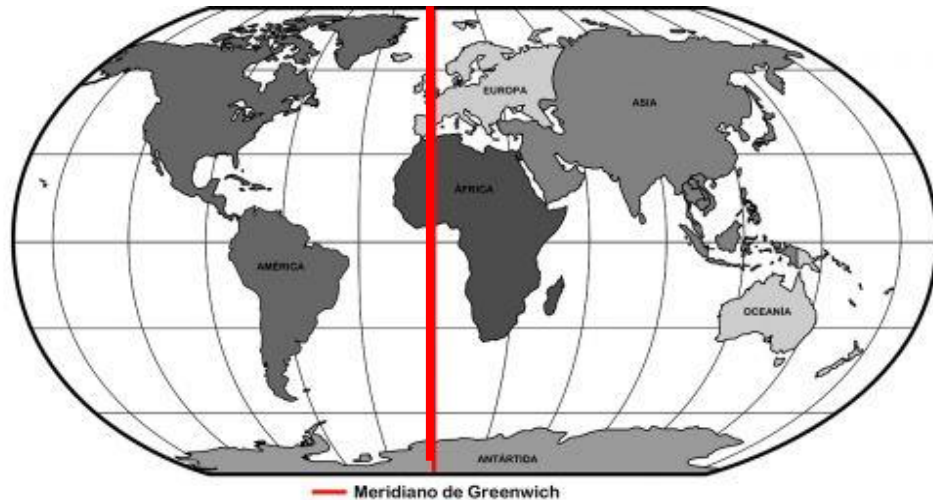 EUROPA
ASIA
ÁFRICA
AMÉRICA
OCEANÍA
ANTÁRTIDA
Meridiano de Greenwich